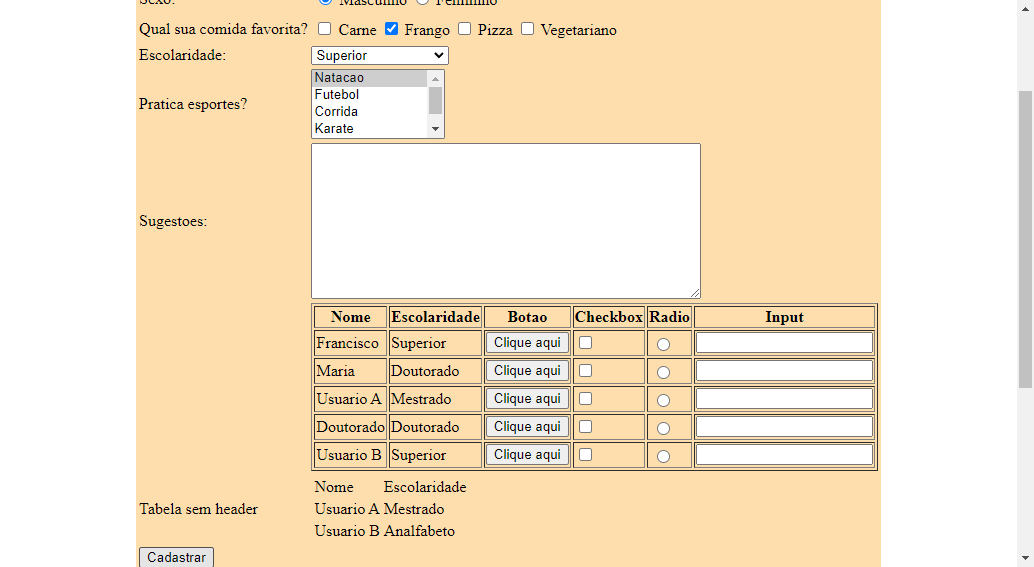 Sexo: Masculino Feminino
Qual sua comida favorita? Carne Frango Pizza Vegetariano
Escolaridade: Superior
Natacao
Futebol
Pratica esportes?
Corrida
Karate
Sugestoes:
Nome Escolaridade Botao Checkbox Radio Input
Francisco Superior Clique aqui
Maria Doutorado Clique aqui
Usuario A Mestrado Clique aqui
Doutorado Doutorado Clique aqui
Usuario B Superior Clique aqui
Nome Escolaridade
Tabela sem header Usuario A Mestrado
Usuario B Analfabeto
Cadastrar